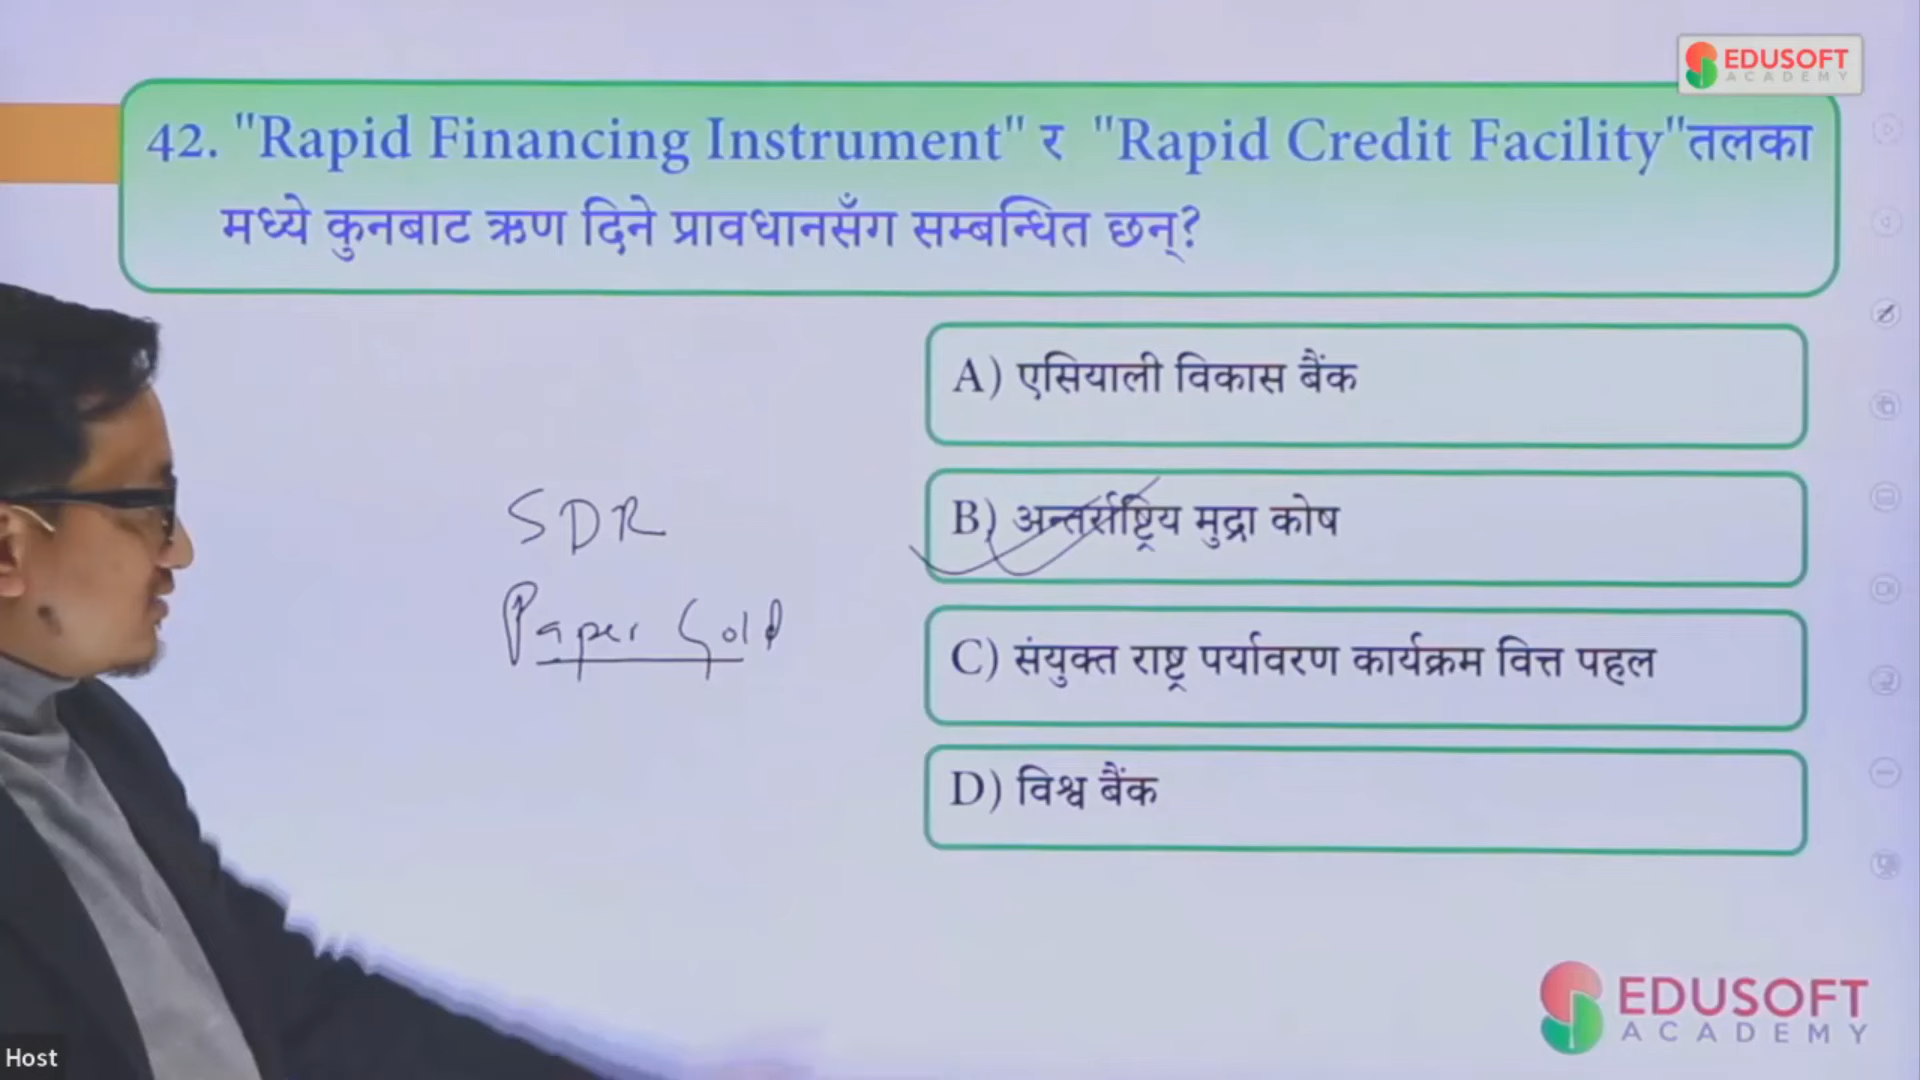 EDUSOFT
ACADEMY
42. "Rapid Financing Instrument" र "Rapid Credit Facility"तलका
मध्ये कुनबाट ऋण दिने प्रावधानसँग सम्बन्धित छन्?
A) एसियाली विकास बैंक
B) अन्तर्राष्ट्रिय मुद्रा कोष
C) संयुक्त राष्ट्र पर्यावरण कार्यक्रम वित्त पहल
D) विश्व बैंक
SDR
Paper Gold
EDUSOFT
ACADEMY
Host